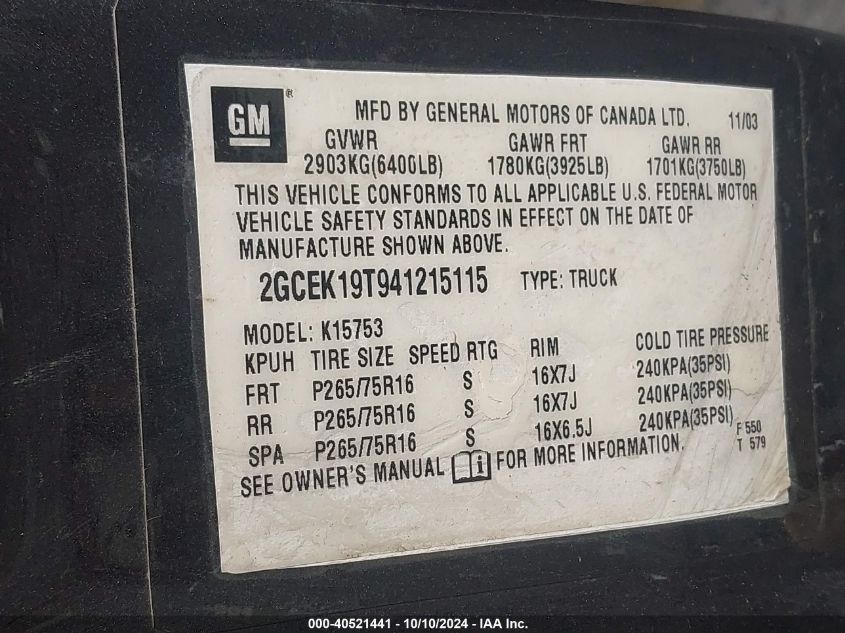 GM ®
MFD BY GENERAL MOTORS OF CANADA LTD. 11/03
GVWR GAWR FRT GAWR RR
2903KG(6400LB) 1780KG(3925LB) 1701KG(3750LB)
THIS VEHICLE CONFORMS TO ALL APPLICABLE U.S. FEDERAL MOTOR
VEHICLE SAFETY STANDARDS IN EFFECT ON THE DATE OF
MANUFACTURE SHOWN ABOVE.
2GCEK19T941215115 TYPE: TRUCK
MODEL: K15753
KPUH TIRE SIZE SPEED RTG RIM COLD TIRE PRESSURE
FRT P265/75R16 S 16X7J 240KPA(35PSI)
RR P265/75R16 S 16X7J 240KPA(35PSI)
SPA P265/75R16 S 16X6.5J 240KPA(35PSI) F 550
SEE OWNER'S MANUAL FOR MORE INFORMATION. T 579
000-40521441 - 10/10/2024 - IAA Inc.